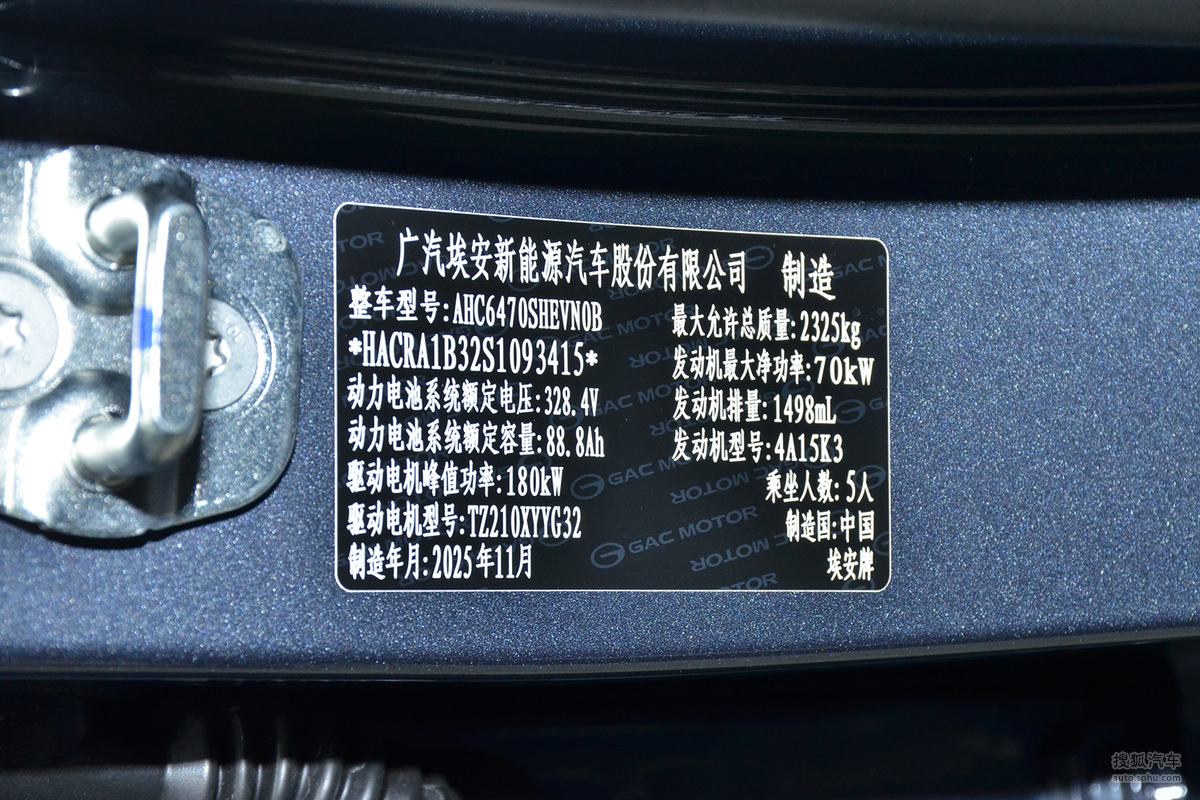 广汽埃安新能源汽车股份有限公司 制造
整车型号:AHC6470SHEVN0B
*HACRA1B32S1093415*
动力电池系统额定电压:328.4V
动力电池系统额定容量:88.8Ah
驱动电机峰值功率:180kW
驱动电机型号:TZ210XYYG32
制造年月:2025年11月
最大允许总质量:2325kg
发动机最大净功率:70kW
发动机排量:1498mL
发动机型号:4A15K3
乘坐人数:5人
制造国:中国
埃安牌
GAC MOTOR
GAC MOTOR
搜狐汽车
auto.sohu.com